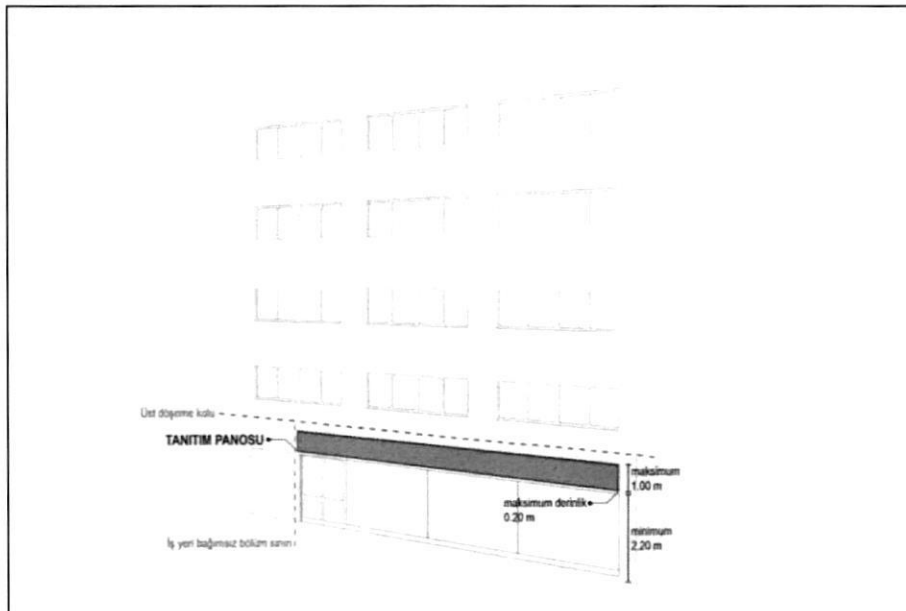 Üst döşeme kotu
TANITIM PANOSU
maksimum
1.00 m
maksimum derinlik
0.20 m
minimum
2.20 m
İş yeri bağımsız bölüm sınırı